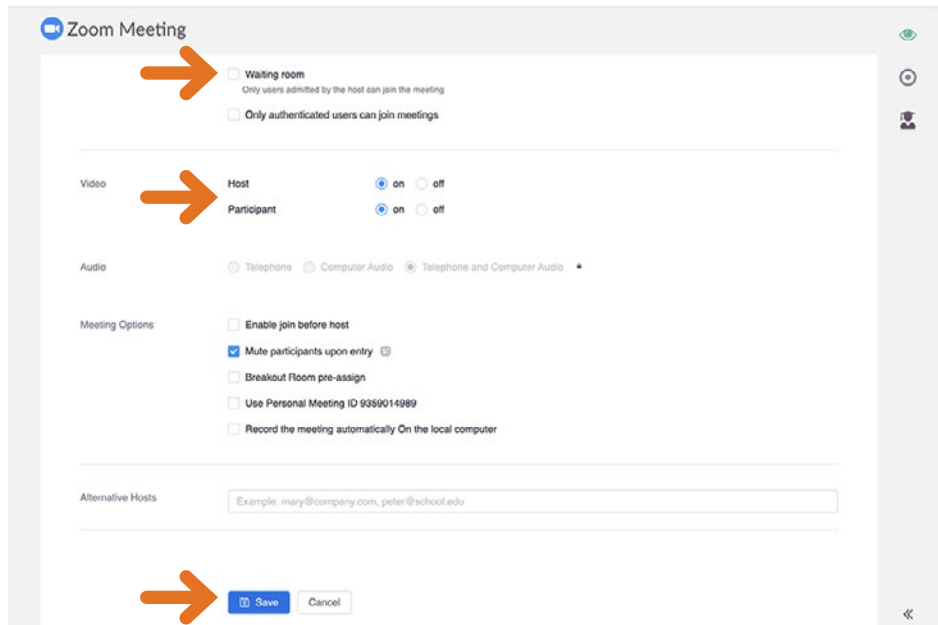 Zoom Meeting
Waiting room
Only users admitted by the host can join the meeting
Only authenticated users can join meetings
Video
Host
on off
Participant
on off
Audio
Telephone Computer Audio Telephone and Computer Audio
Meeting Options
Enable join before host
Mute participants upon entry
Breakout Room pre-assign
Use Personal Meeting ID 9359014989
Record the meeting automatically On the local computer
Alternative Hosts
Example: mary@company.com, peter@school.edu
Save Cancel